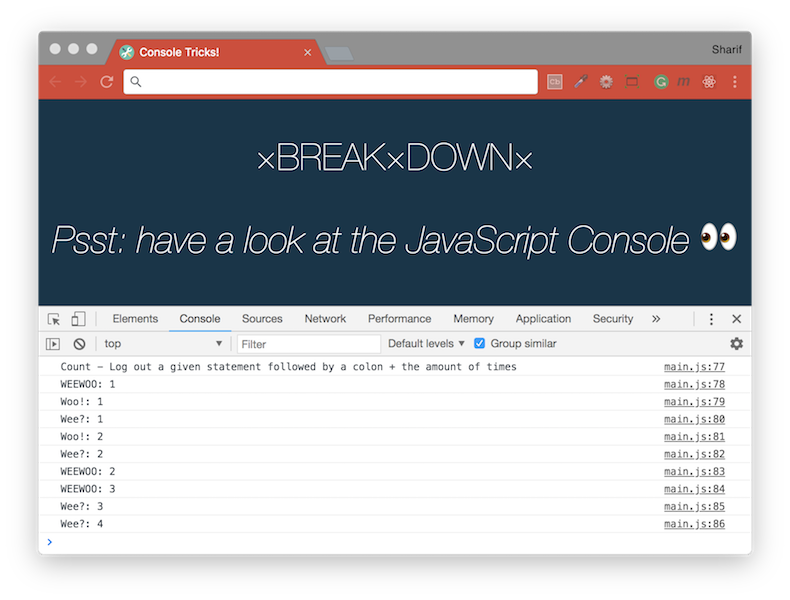 Console Tricks!
Sharif
Cb
G
m
×BREAK×DOWN×
Psst: have a look at the JavaScript Console 👀
Elements Console Sources Network Performance Memory Application Security »
top Filter Default levels ▼ Group similar
Count - Log out a given statement followed by a colon + the amount of times main.js:77
WEEWOO: 1 main.js:78
Woo!: 1 main.js:79
Wee?: 1 main.js:80
Woo!: 2 main.js:81
Wee?: 2 main.js:82
WEEWOO: 2 main.js:83
WEEWOO: 3 main.js:84
Wee?: 3 main.js:85
Wee?: 4 main.js:86